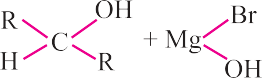 R OH
C + Mg Br
H R OH